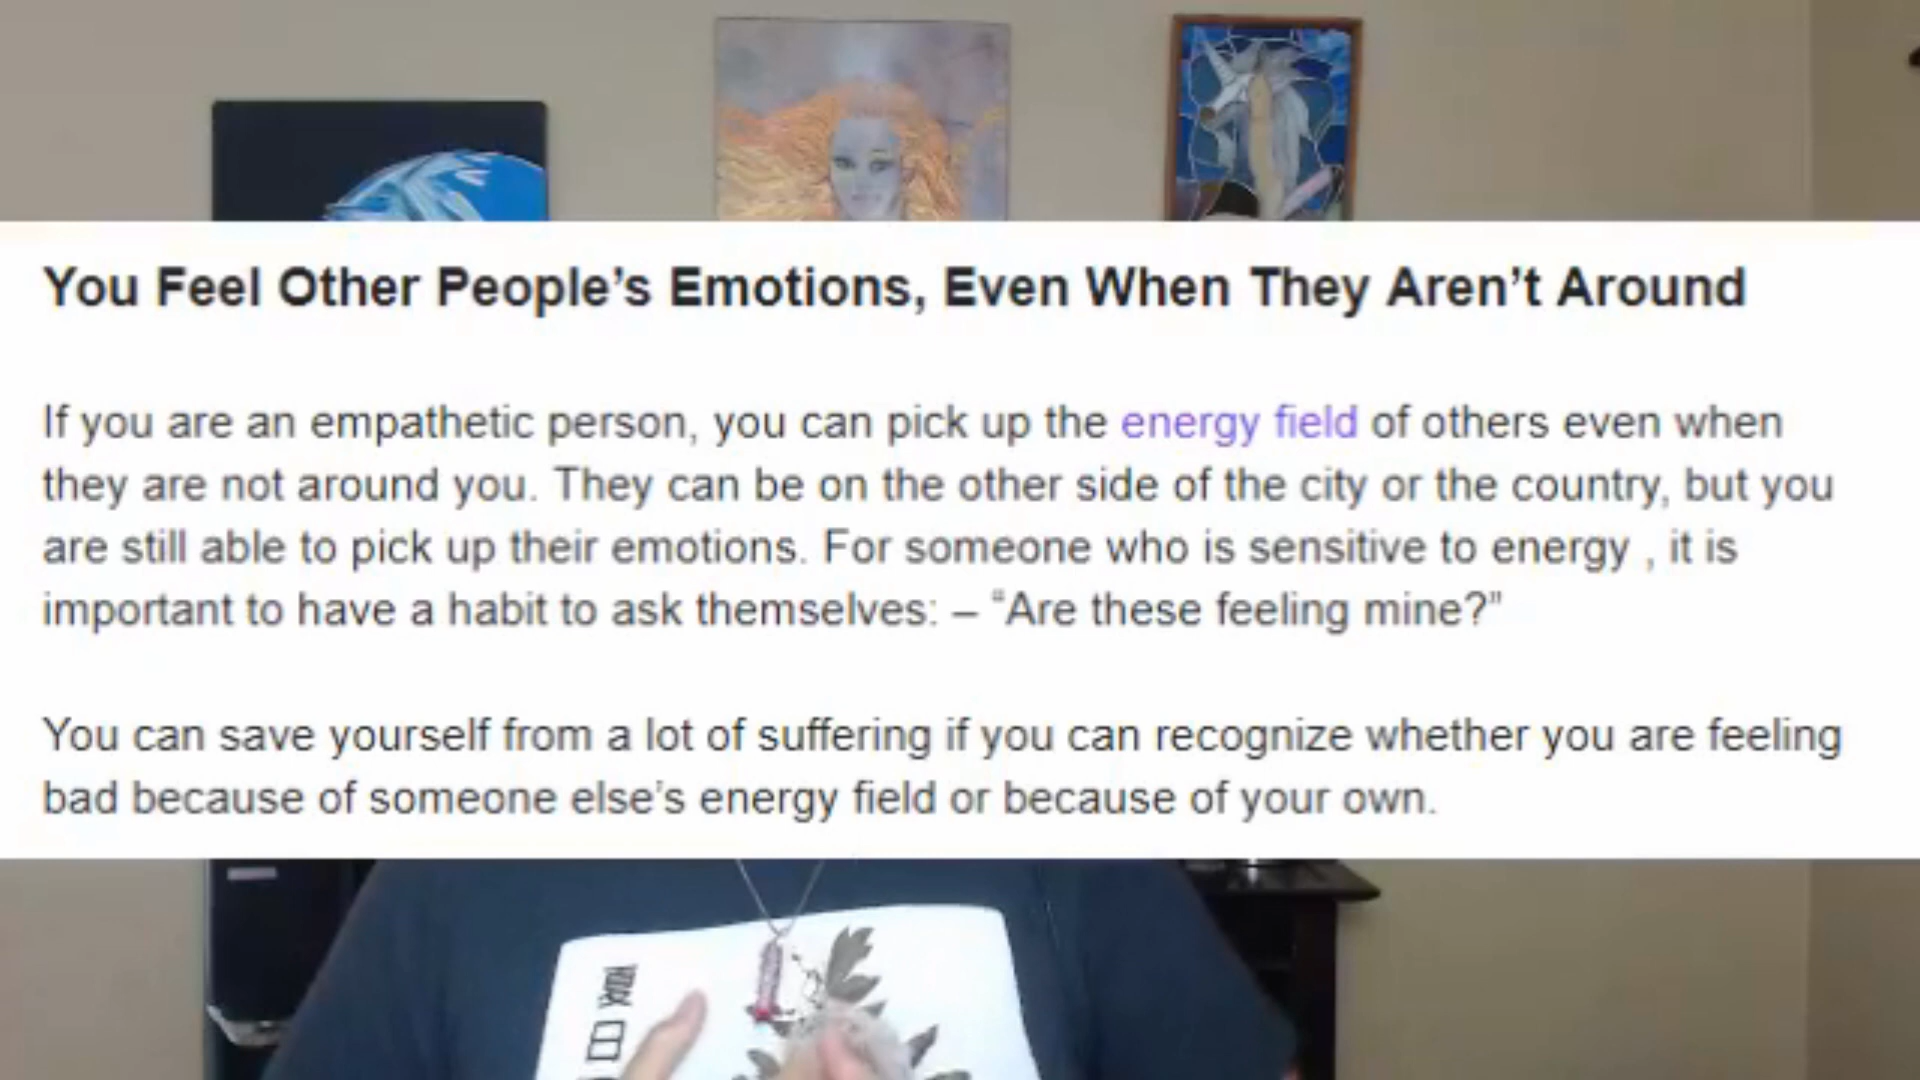 You Feel Other People’s Emotions, Even When They Aren’t Around
If you are an empathetic person, you can pick up the energy field of others even when
they are not around you. They can be on the other side of the city or the country, but you
are still able to pick up their emotions. For someone who is sensitive to energy , it is
important to have a habit to ask themselves: – “Are these feeling mine?”
You can save yourself from a lot of suffering if you can recognize whether you are feeling
bad because of someone else’s energy field or because of your own.